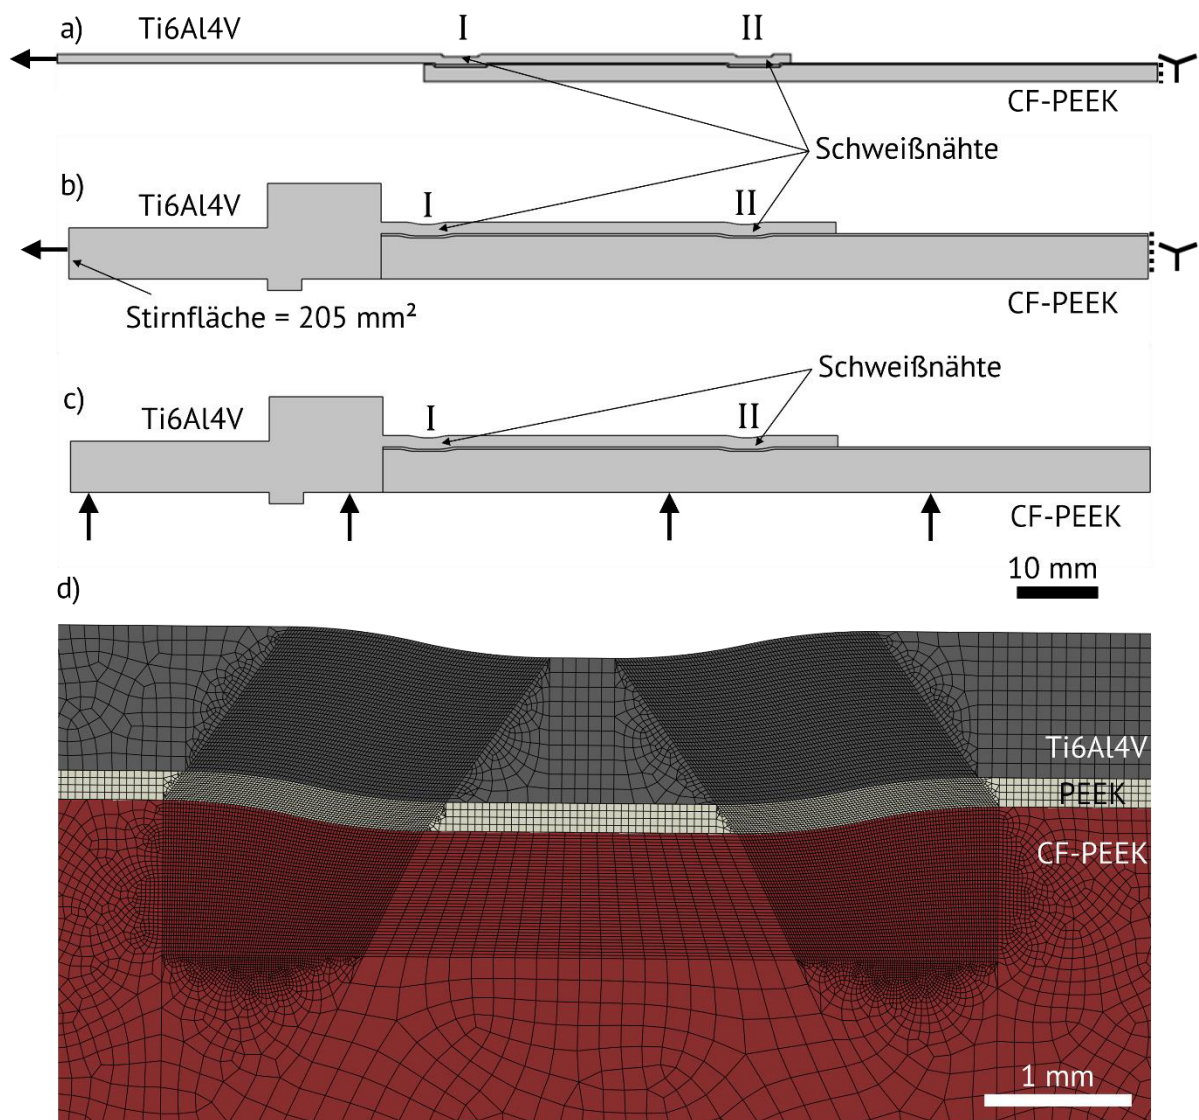 a)
Ti6Al4V
I
II
CF-PEEK
Schweißnähte
b)
Ti6Al4V
I
II
Stirnfläche = 205 mm²
CF-PEEK
Schweißnähte
c)
Ti6Al4V
I
II
CF-PEEK
10 mm
d)
Ti6Al4V
PEEK
CF-PEEK
1 mm